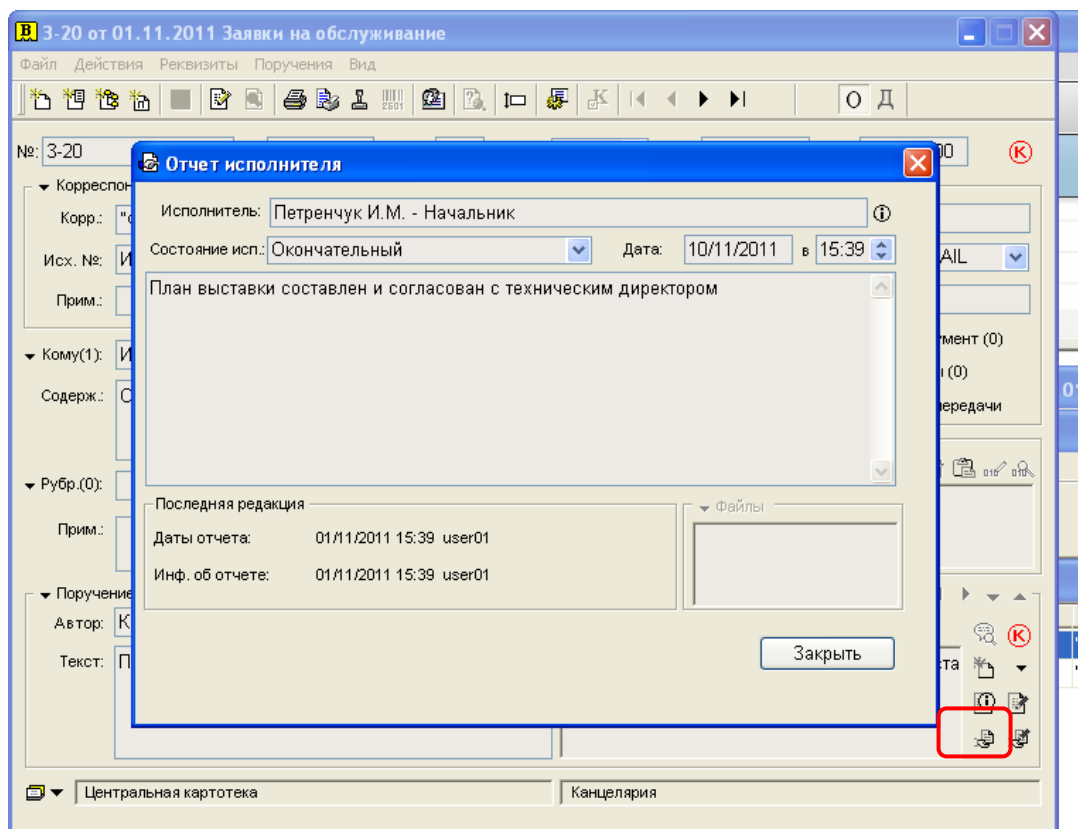 З-20 от 01.11.2011 Заявки на обслуживание
Файл Действия Реквизиты Поручения Вид
О Д
№: З-20
00
К
Отчет исполнителя
Исполнитель: Петренчук И.М. - Начальник
Состояние исп.: Окончательный Дата: 10/11/2011 в 15:39
План выставки составлен и согласован с техническим директором
Последняя редакция
Даты отчета: 01/11/2011 15:39 user01
Инф. об отчете: 01/11/2011 15:39 user01
Файлы
Закрыть
Корр.:
Исх. №:
AIL
Прим.:
Кому(1):
(0)
Содерж.:
(0)
передачи
Рубр.(0):
Прим.:
Поручение
Автор: К
К
Текст: П
та
Центральная картотека Канцелярия